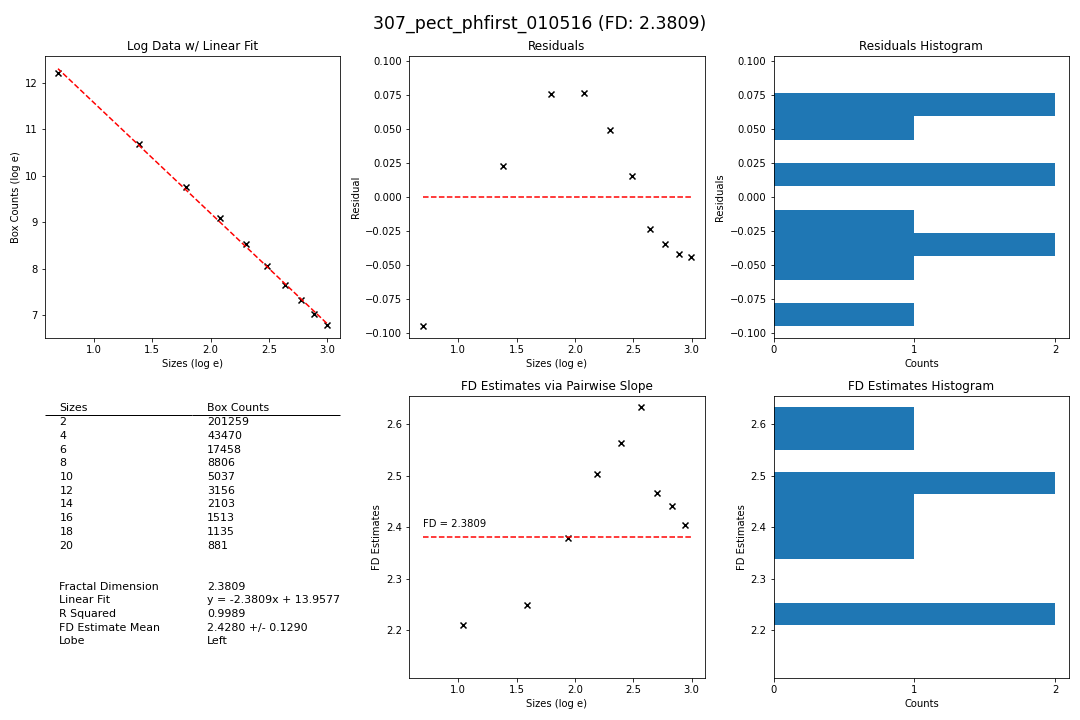 307_pect_phfirst_010516 (FD: 2.3809)
Log Data w/ Linear Fit
Box Counts (log e)
12
11
10
9
8
7
1.0 1.5 2.0 2.5 3.0
Sizes (log e)
Residuals
Residual
0.100
0.075
0.050
0.025
0.000
−0.025
−0.050
−0.075
−0.100
1.0 1.5 2.0 2.5 3.0
Sizes (log e)
Residuals Histogram
Residuals
0.100
0.075
0.050
0.025
0.000
−0.025
−0.050
−0.075
−0.100
0 1 2
Counts
Sizes Box Counts
2 201259
4 43470
6 17458
8 8806
10 5037
12 3156
14 2103
16 1513
18 1135
20 881
Fractal Dimension 2.3809
Linear Fit y = -2.3809x + 13.9577
R Squared 0.9989
FD Estimate Mean 2.4280 +/- 0.1290
Lobe Left
FD Estimates via Pairwise Slope
FD Estimates
2.6
2.5
2.4
2.3
2.2
FD = 2.3809
1.0 1.5 2.0 2.5 3.0
Sizes (log e)
FD Estimates Histogram
FD Estimates
2.6
2.5
2.4
2.3
2.2
0 1 2
Counts